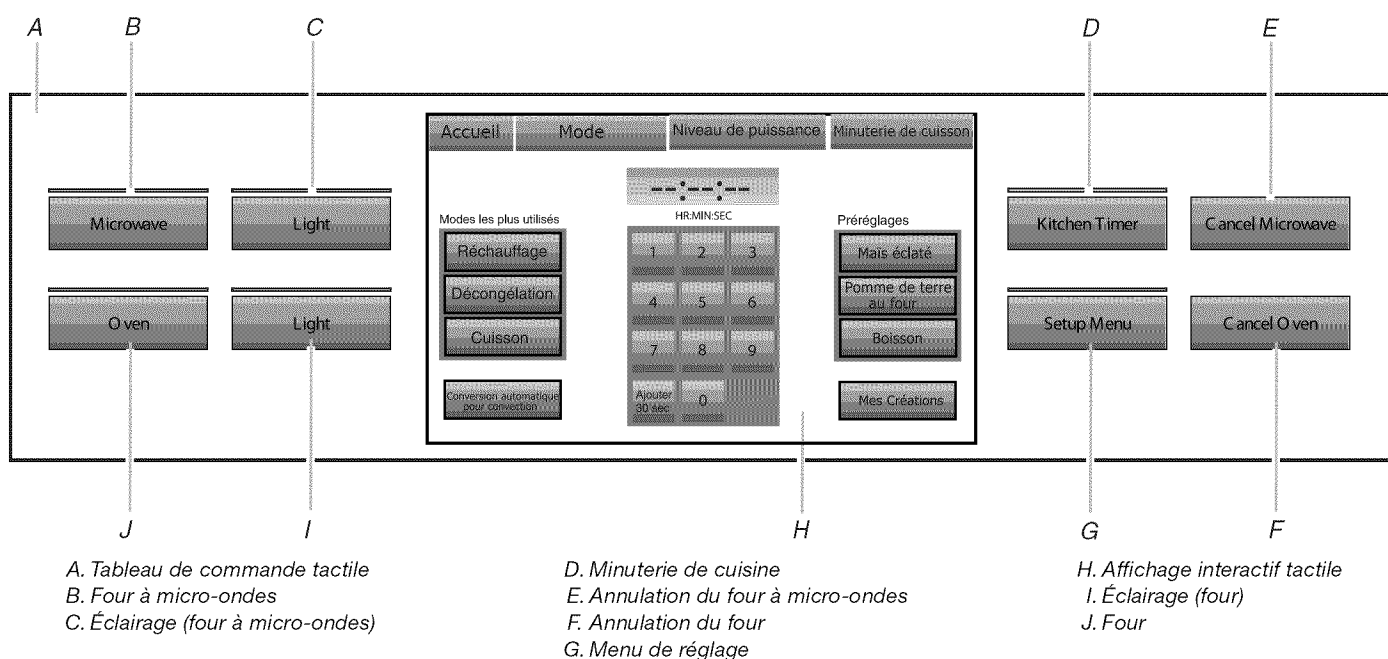 A B C D E
Accueil Mode Niveau de puissance Minuterie de cuisson
--:--:--
HR:MIN:SEC
Microwave Light Kitchen Timer Cancel Microwave
Modes les plus utilisés Préréglages
Réchauffage 1 2 3 Maïs éclaté
Décongélation 4 5 6 Pomme de terre
au four
Oven Light Setup Menu Cancel Oven
Cuisson 7 8 9 Boisson
Conversion automatique
pour convection
Ajouter
30 sec
0 Mes Créations
J I H G F
A. Tableau de commande tactile
B. Four à micro-ondes
C. Éclairage (four à micro-ondes)
D. Minuterie de cuisine
E. Annulation du four à micro-ondes
F. Annulation du four
G. Menu de réglage
H. Affichage interactif tactile
I. Éclairage (four)
J. Four